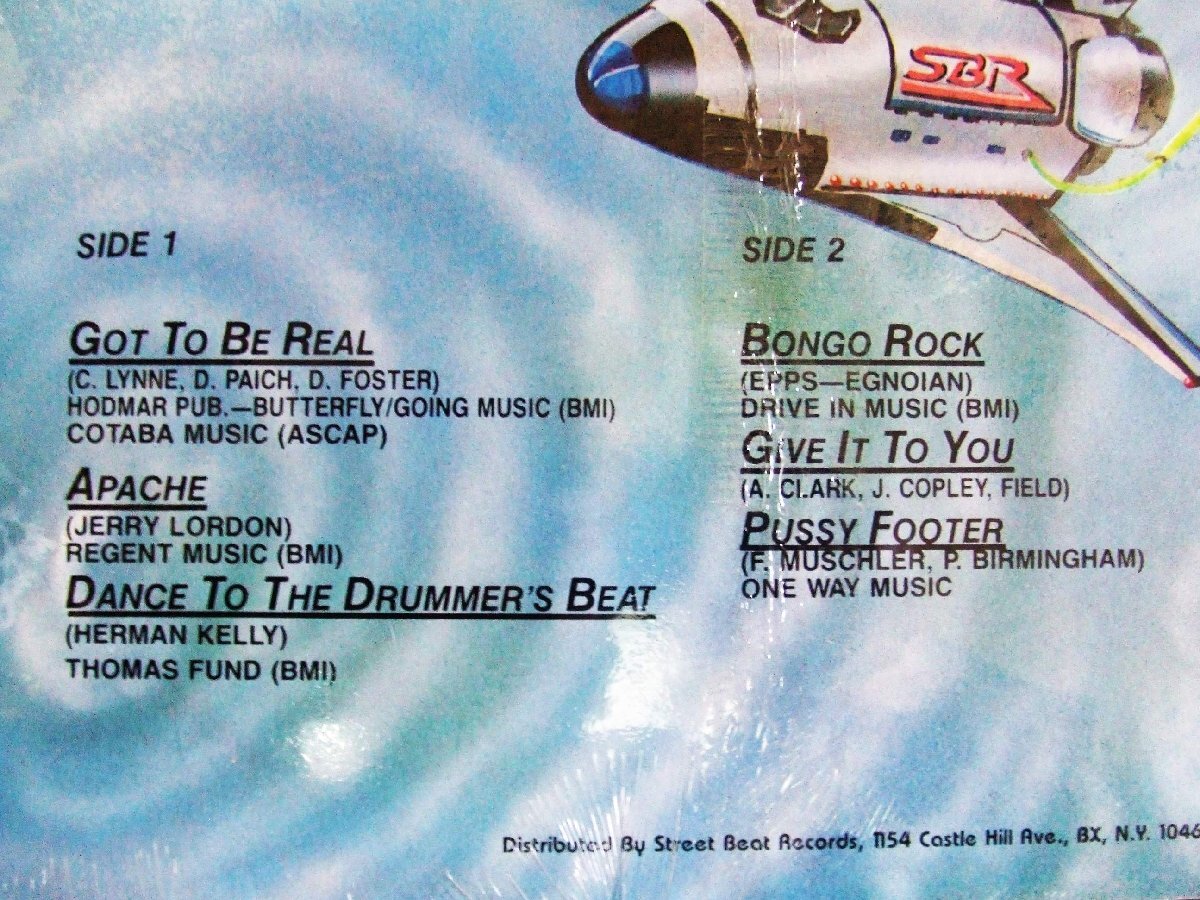 SBR
SIDE 1
GOT TO BE REAL
(C. LYNNE, D. PAICH, D. FOSTER)
HODMAR PUB.—BUTTERFLY/GOING MUSIC (BMI)
COTABA MUSIC (ASCAP)
APACHE
(JERRY LORDON)
REGENT MUSIC (BMI)
DANCE TO THE DRUMMER'S BEAT
(HERMAN KELLY)
THOMAS FUND (BMI)
SIDE 2
BONGO ROCK
(EPPS—EGNOIAN)
DRIVE IN MUSIC (BMI)
GIVE IT TO YOU
(A. CLARK, J. COPLEY, FIELD)
PUSSY FOOTER
(F. MUSCHLER, P. BIRMINGHAM)
ONE WAY MUSIC
Distributed By Street Beat Records, 1154 Castle Hill Ave., BX, N.Y. 1046